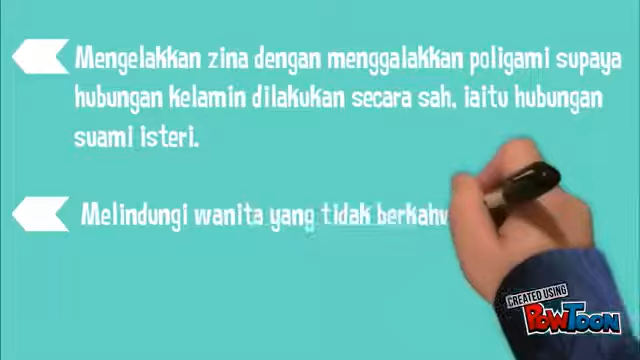 Mengelakkan zina dengan menggalakkan poligami supaya
hubungan kelamin dilakukan secara sah, iaitu hubungan
suami isteri.
Melindungi wanita yang tidak
CREATED USING
POWTOON